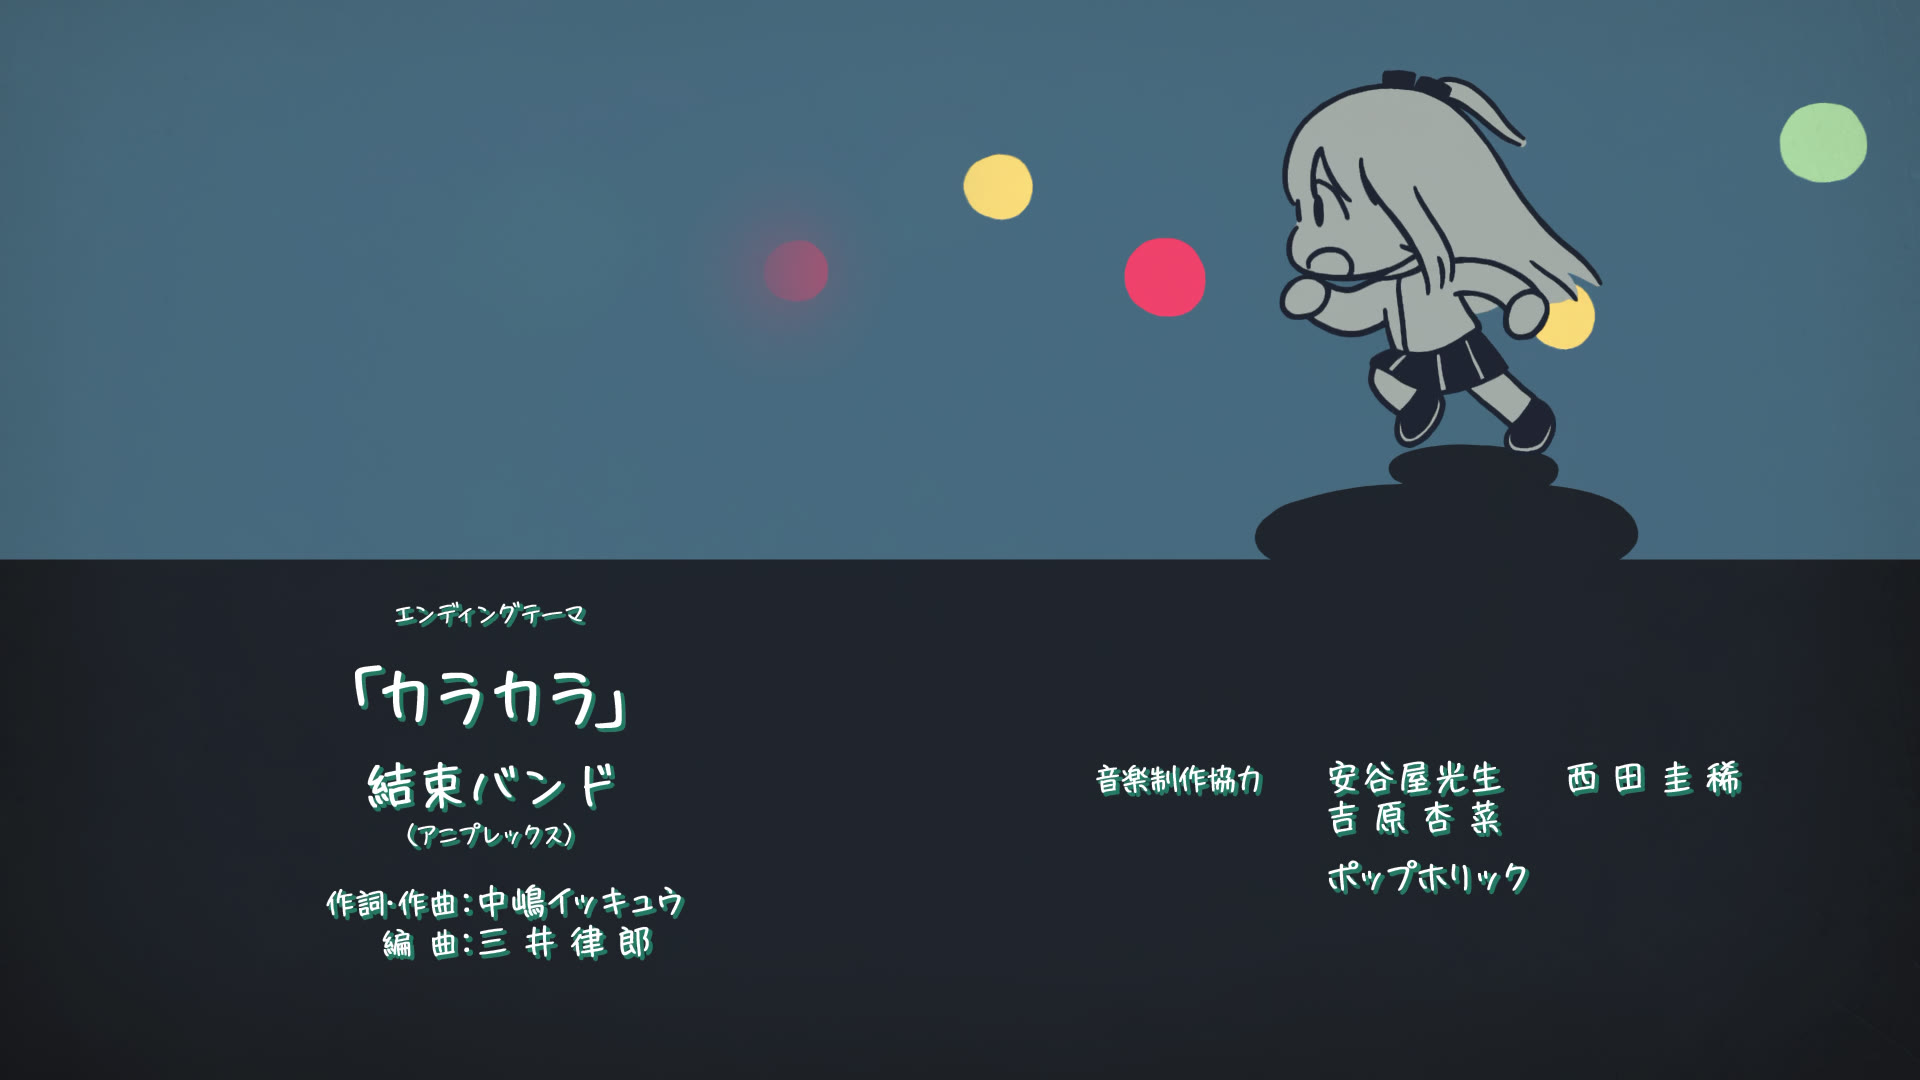 エンディングテーマ
「カラカラ」
結束バンド
(アニプレックス)
作詞・作曲:中嶋イッキュウ
編 曲:三 井 律 郎
音楽制作協力 安谷屋光生 西 田 圭 稀
吉 原 杏 菜
ポップホリック